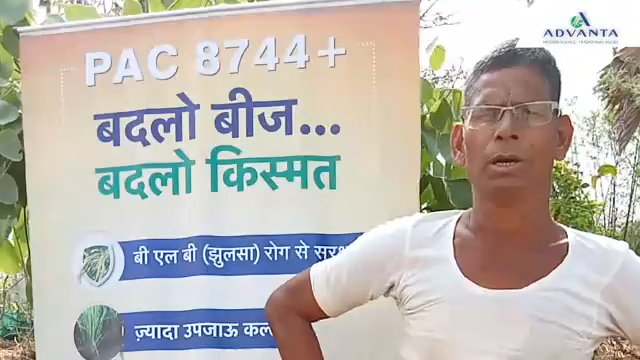 ADVANTA
PAC 8744+
बदलो बीज...
बदलो किस्मत
बी एल बी (झुलसा) रोग से
ज़्यादा उपजाऊ